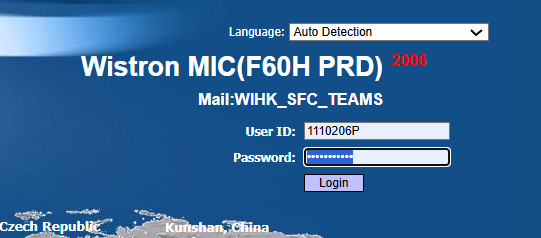 Language: Auto Detection
Wistron MIC(F60H PRD) 2006
Mail:WIHK_SFC_TEAMS
User ID: 1110206P
Password: •••••••••••
Login
Czech Republic Kunshan, China